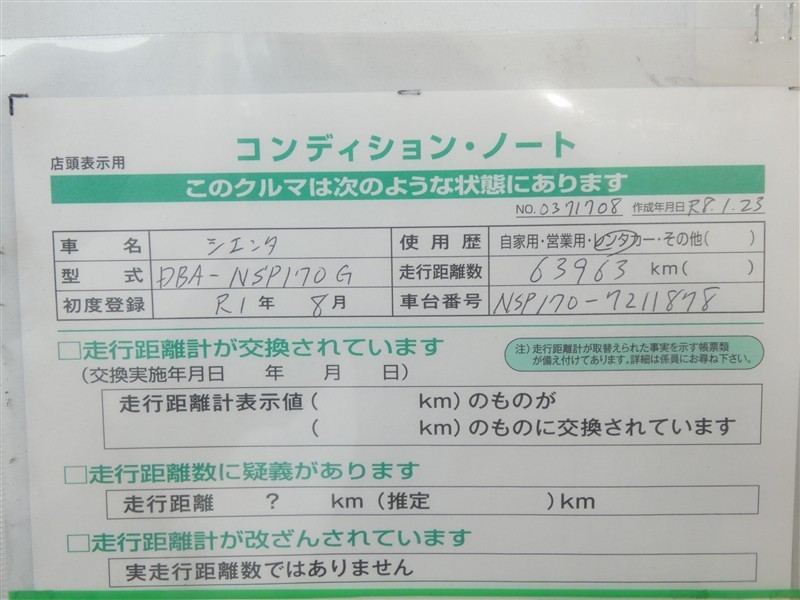 コンディション・ノート
店頭表示用
このクルマは次のような状態にあります
NO. 0371708 作成年月日 R8.1.23
車名 シエンタ 使用歴 自家用・営業用・レンタカー・その他( )
型式 DBA-NSP170G 走行距離数 63963 km( )
初度登録 R1年 8月 車台番号 NSP170-7211878
□走行距離計が交換されています
注)走行距離計が取替えられた事実を示す帳票類
が備え付けてあります。詳細は係員にお尋ね下さい。
(交換実施年月日 年 月 日)
走行距離計表示値( km)のものが
( km)のものに交換されています
□走行距離数に疑義があります
走行距離 ? km(推定 )km
□走行距離計が改ざんされています
実走行距離数ではありません